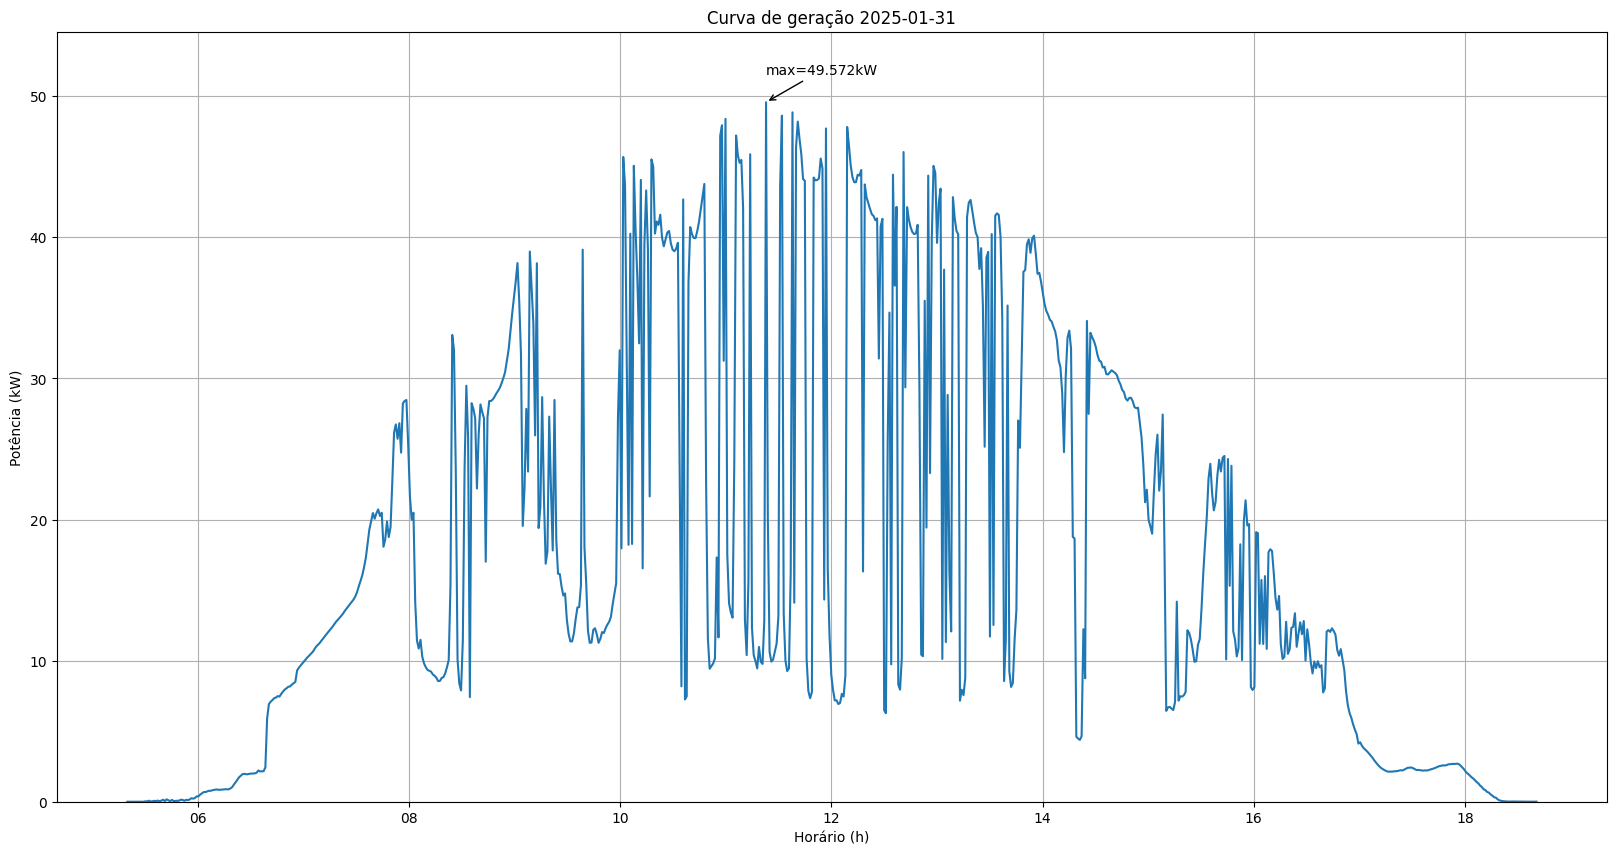 Curva de geração 2025-01-31
max=49.572kW
Potência (kW)
50
40
30
20
10
0
06 08 10 12 14 16 18
Horário (h)